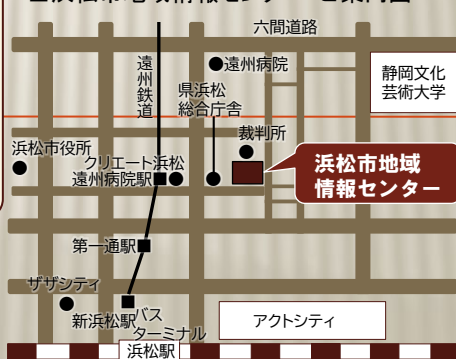 六間道路
遠州鉄道
遠州病院
静岡文化
芸術大学
県浜松
総合庁舎
裁判所
浜松市役所
クリエート浜松
遠州病院駅
浜松市地域
情報センター
第一通駅
ザザシティ
新浜松駅
バス
ターミナル
アクトシティ
浜松駅